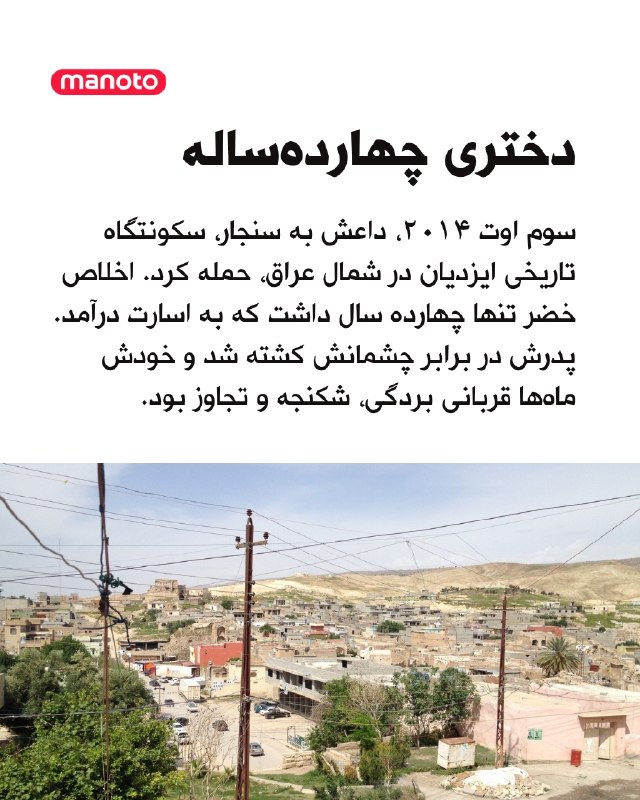 manoto
دختری چهارده‌ساله
سوم اوت ۲۰۱۴، داعش به سنجار، سکونتگاه
تاریخی ایزدیان در شمال عراق، حمله کرد. اخلاص
خضر تنها چهارده سال داشت که به اسارت درآمد.
پدرش در برابر چشمانش کشته شد و خودش
ماه‌ها قربانی بردگی، شکنجه و تجاوز بود.